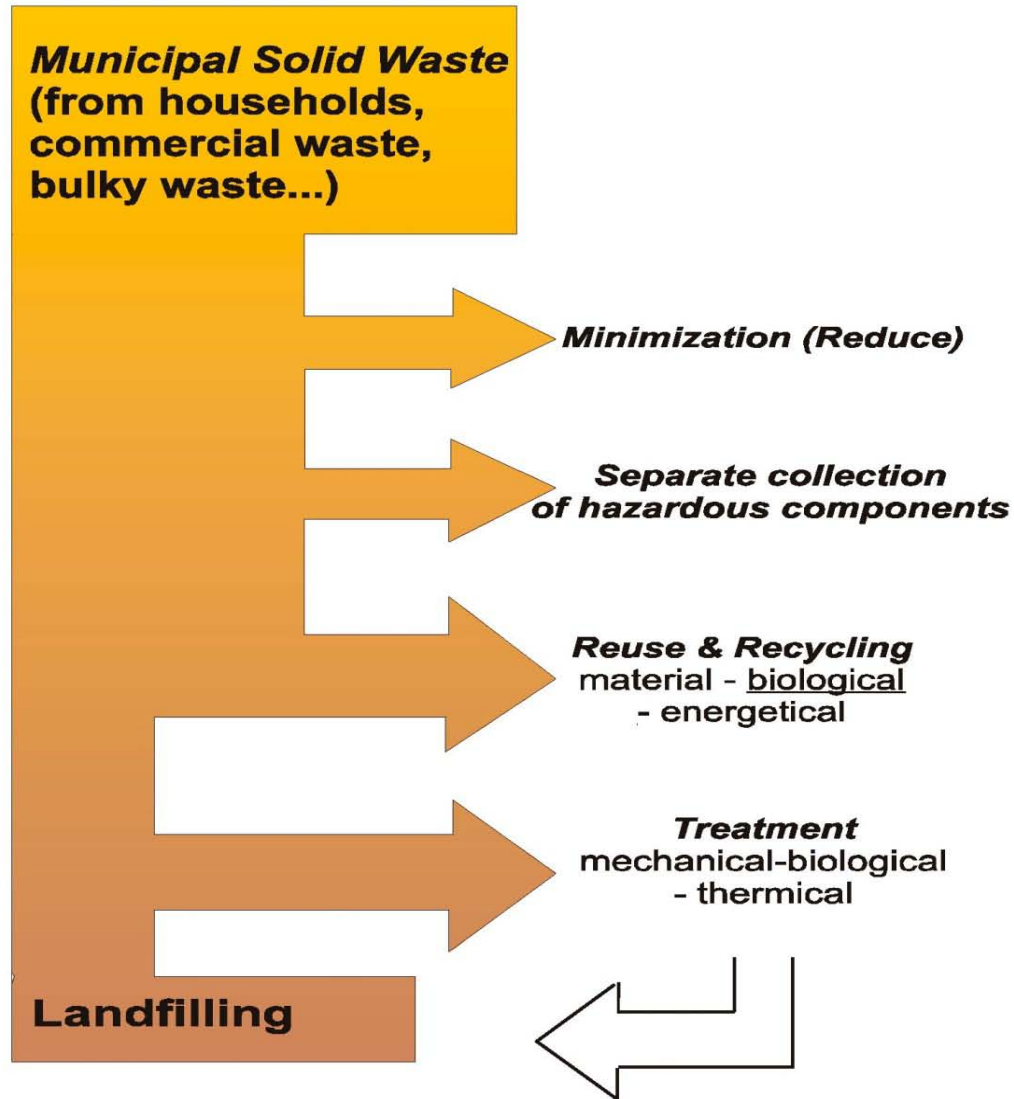 Municipal Solid Waste
(from households,
commercial waste,
bulky waste...)
Minimization (Reduce)
Separate collection
of hazardous components
Reuse & Recycling
material - biological
- energetical
Treatment
mechanical-biological
- thermical
Landfilling